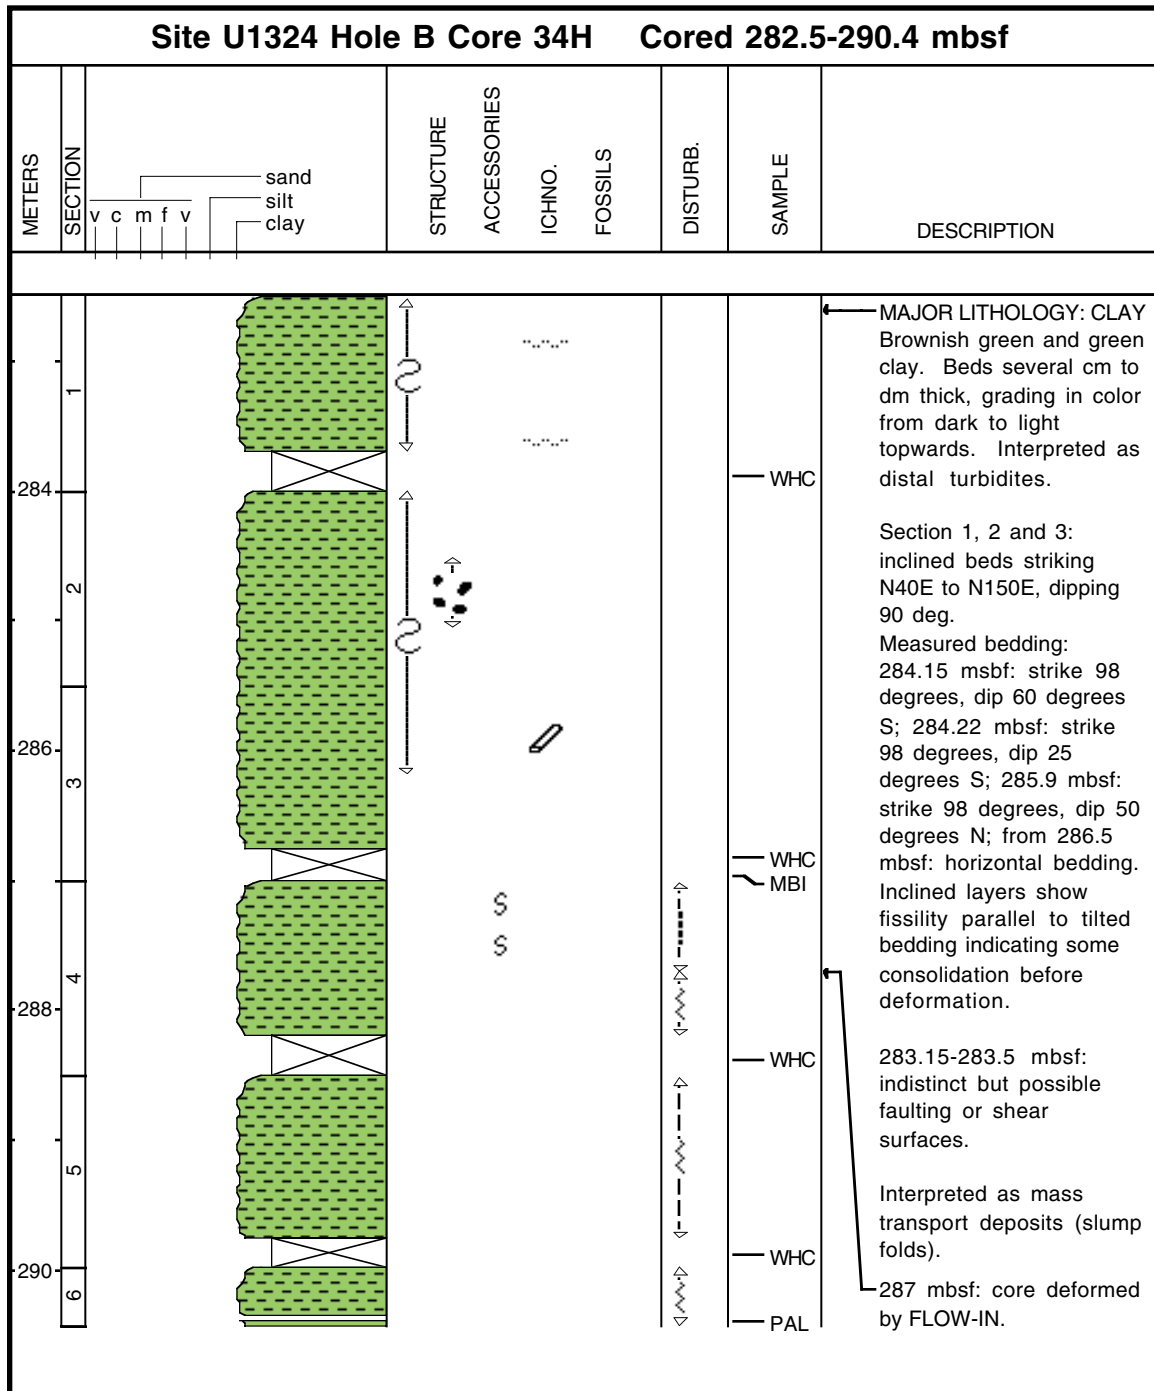 Site U1324 Hole B Core 34H Cored 282.5-290.4 mbsf
METERS
SECTION
v c m f v
sand
silt
clay
STRUCTURE
ACCESSORIES
ICHNO.
FOSSILS
DISTURB.
SAMPLE
DESCRIPTION
1
284
2
286
3
4
288
5
290
6
S
S
WHC
WHC
MBI
WHC
WHC
PAL
MAJOR LITHOLOGY: CLAY
Brownish green and green
clay. Beds several cm to
dm thick, grading in color
from dark to light
topwards. Interpreted as
distal turbidites.
Section 1, 2 and 3:
inclined beds striking
N40E to N150E, dipping
90 deg.
Measured bedding:
284.15 msbf: strike 98
degrees, dip 60 degrees
S; 284.22 mbsf: strike
98 degrees, dip 25
degrees S; 285.9 mbsf:
strike 98 degrees, dip 50
degrees N; from 286.5
mbsf: horizontal bedding.
Inclined layers show
fissility parallel to tilted
bedding indicating some
consolidation before
deformation.
283.15-283.5 mbsf:
indistinct but possible
faulting or shear
surfaces.
Interpreted as mass
transport deposits (slump
folds).
287 mbsf: core deformed
by FLOW-IN.